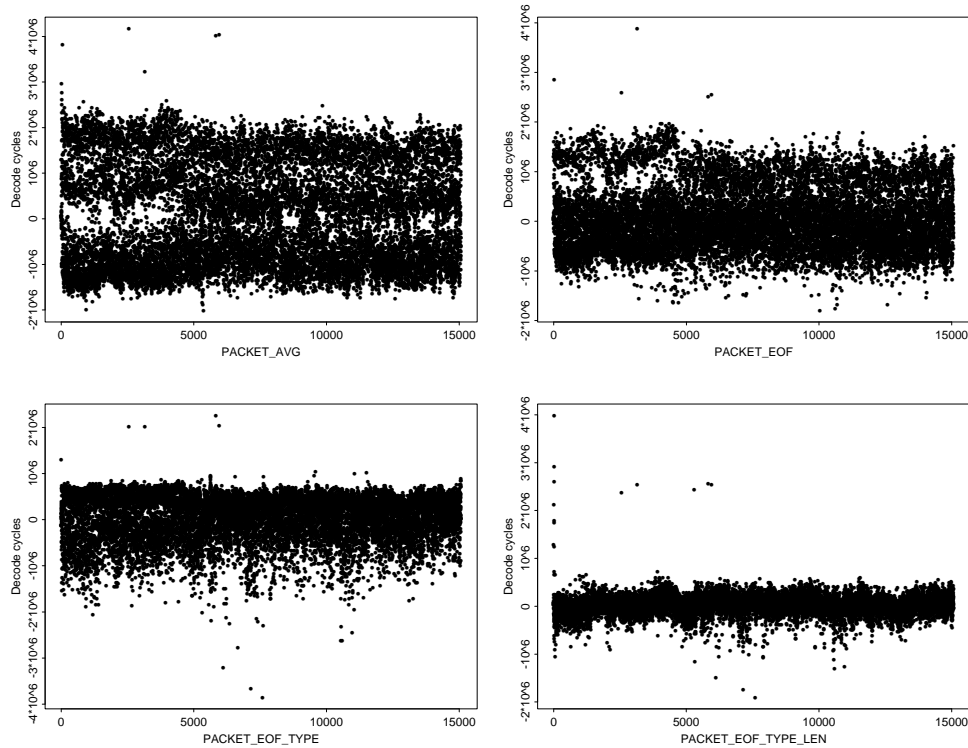 4*10^6
3*10^6
2*10^6
10^6
0
-10^6
-2*10^6
Decode cycles
0 5000 10000 15000
PACKET_AVG
4*10^6
3*10^6
2*10^6
10^6
0
-10^6
-2*10^6
Decode cycles
0 5000 10000 15000
PACKET_EOF
2*10^6
10^6
0
-10^6
-2*10^6
-3*10^6
-4*10^6
Decode cycles
0 5000 10000 15000
PACKET_EOF_TYPE
4*10^6
3*10^6
2*10^6
10^6
0
-10^6
-2*10^6
Decode cycles
0 5000 10000 15000
PACKET_EOF_TYPE_LEN